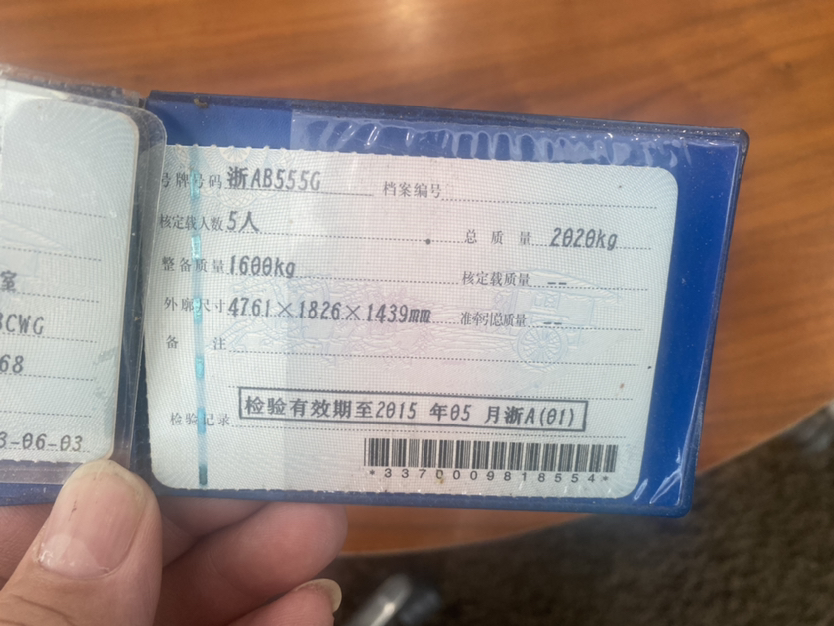 号牌号码 浙AB555G 档案编号
核定载人数 5人 总质量 2020kg
整备质量 1600kg 核定载质量 --
外廓尺寸 4761×1826×1439mm 准牵引总质量 --
备注
检验记录 检验有效期至2015 年05 月浙A(01)
*3370009818554*
室
CWG
68
3-06-03